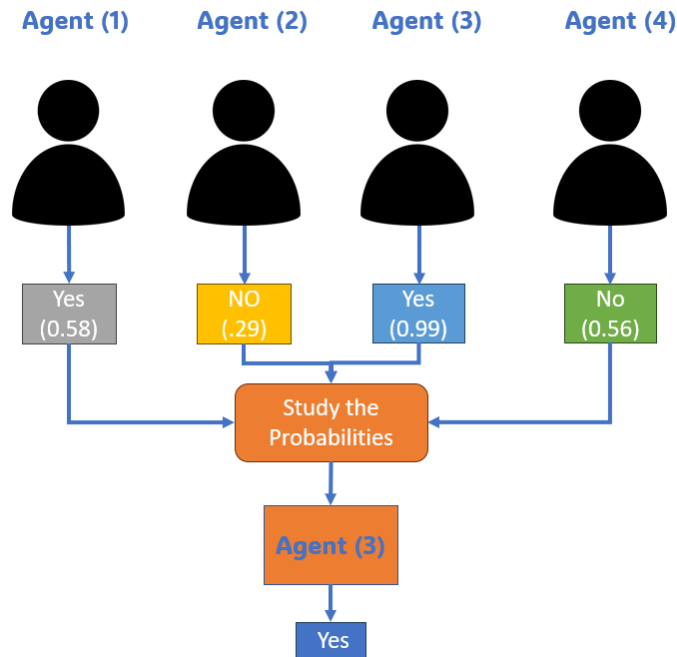 Agent (1)
Agent (2)
Agent (3)
Agent (4)
Yes
(0.58)
NO
(.29)
Yes
(0.99)
No
(0.56)
Study the
Probabilities
Agent (3)
Yes